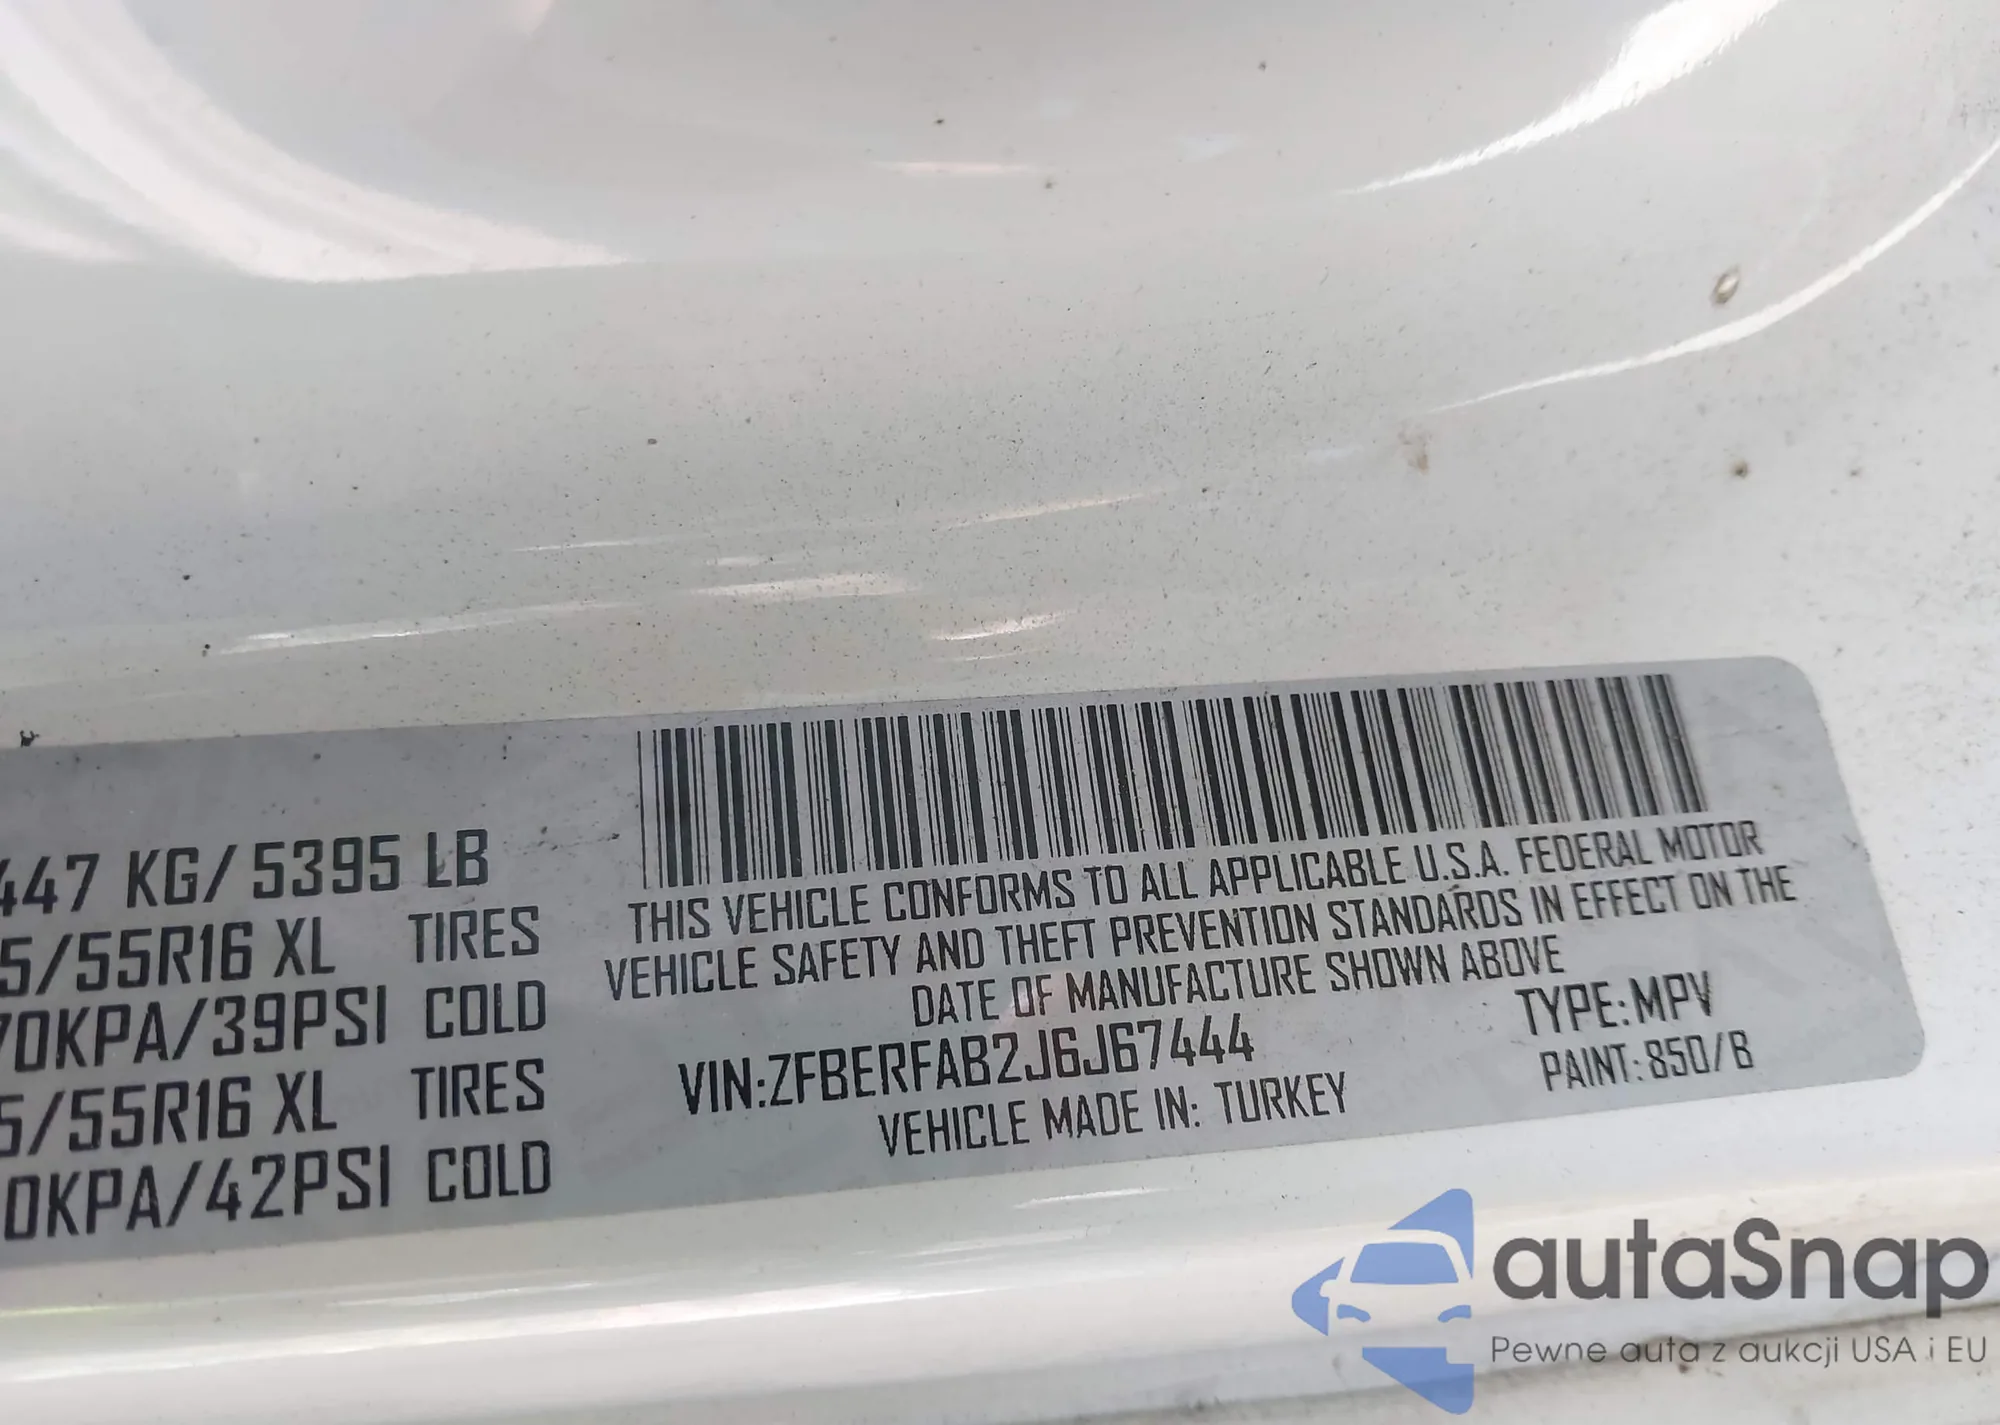 447 KG/ 5395 LB
5/55R16 XL TIRES
70KPA/39PSI COLD
5/55R16 XL TIRES
0KPA/42PSI COLD
THIS VEHICLE CONFORMS TO ALL APPLICABLE U.S.A. FEDERAL MOTOR
VEHICLE SAFETY AND THEFT PREVENTION STANDARDS IN EFFECT ON THE
DATE OF MANUFACTURE SHOWN ABOVE
VIN:ZFBERFAB2J6J67444
TYPE:MPV
VEHICLE MADE IN: TURKEY
PAINT:850/B
autaSnap
Pewne auta z aukcji USA i EU